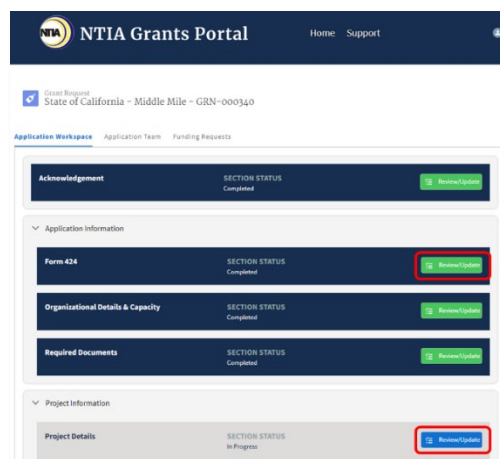 NTIA NTIA Grants Portal Home Support
Grant Request
State of California - Middle Mile - GRN-000340
Application Workspace Application Team Funding Requests
Acknowledgement SECTION STATUS Review/Update
Completed
Application Information
Form 424 SECTION STATUS Review/Update
Completed
Organizational Details & Capacity SECTION STATUS Review/Update
Completed
Required Documents SECTION STATUS Review/Update
Completed
Project Information
Project Details SECTION STATUS Review/Update
In Progress